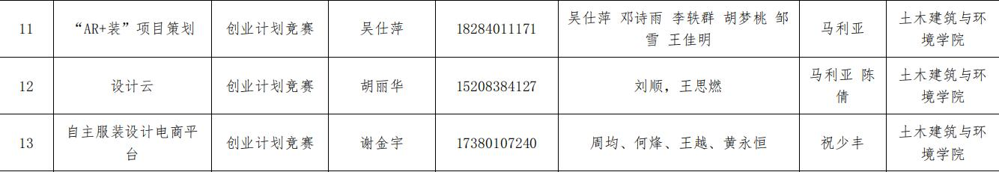 11 “AR+装”项目策划 创业计划竞赛 吴仕萍 18284011171 吴仕萍 邓诗雨 李轶群 胡梦桃 邹雪 王佳明 马利亚 土木建筑与环境学院
12 设计云 创业计划竞赛 胡丽华 15208384127 刘顺，王思燃 马利亚 陈倩 土木建筑与环境学院
13 自主服装设计电商平台 创业计划竞赛 谢金宇 17380107240 周均、何烽、王越、黄永恒 祝少丰 土木建筑与环境学院